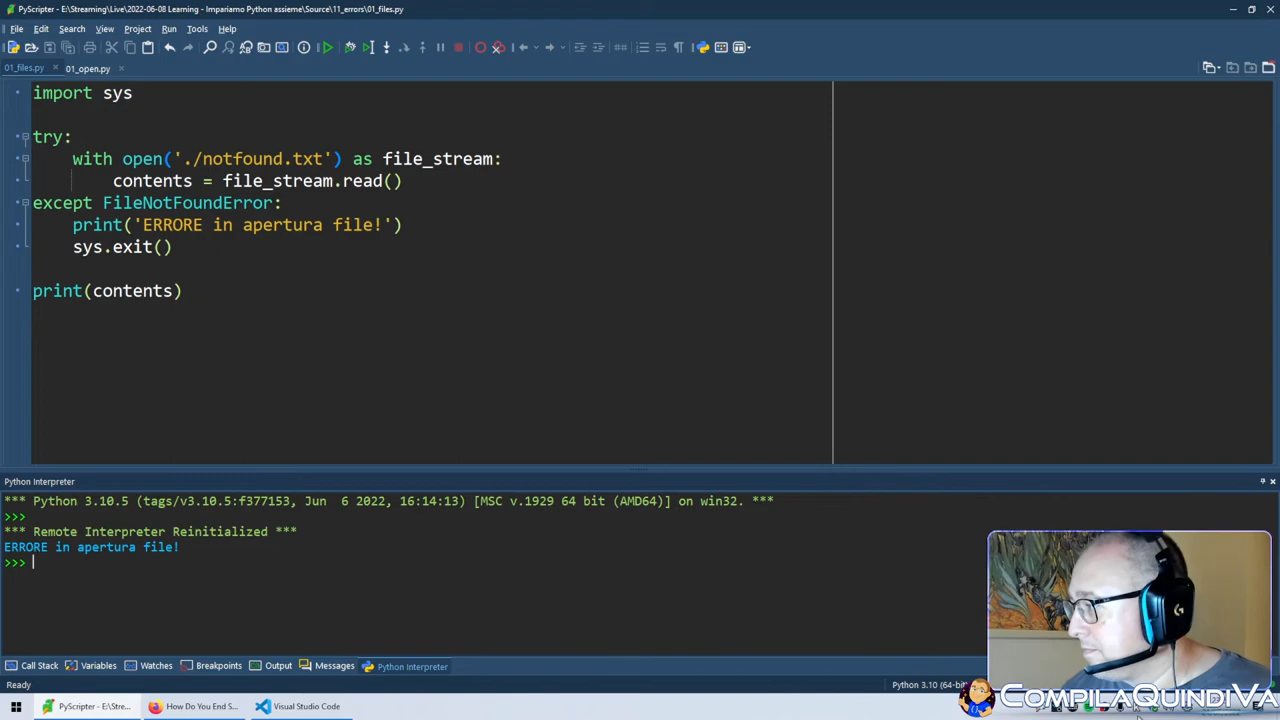 PyScripter - E:\Streaming\Live\2022-06-08 Learning - Impariamo Python assieme\Source\11_errors\01_files.py
File Edit Search View Project Run Tools Help
01_files.py 01_open.py
import sys
try:
with open('./notfound.txt') as file_stream:
contents = file_stream.read()
except FileNotFoundError:
print('ERRORE in apertura file!')
sys.exit()
print(contents)
Python Interpreter
*** Python 3.10.5 (tags/v3.10.5:f377153, Jun 6 2022, 16:14:13) [MSC v.1929 64 bit (AMD64)] on win32. ***
>>>
*** Remote Interpreter Reinitialized ***
ERRORE in apertura file!
>>>
Call Stack Variables Watches Breakpoints Output Messages Python Interpreter
Ready Python 3.10 (64-bit)
PyScripter - E:\Stre... How Do You End S... Visual Studio Code
COMPILAQUINDIVA